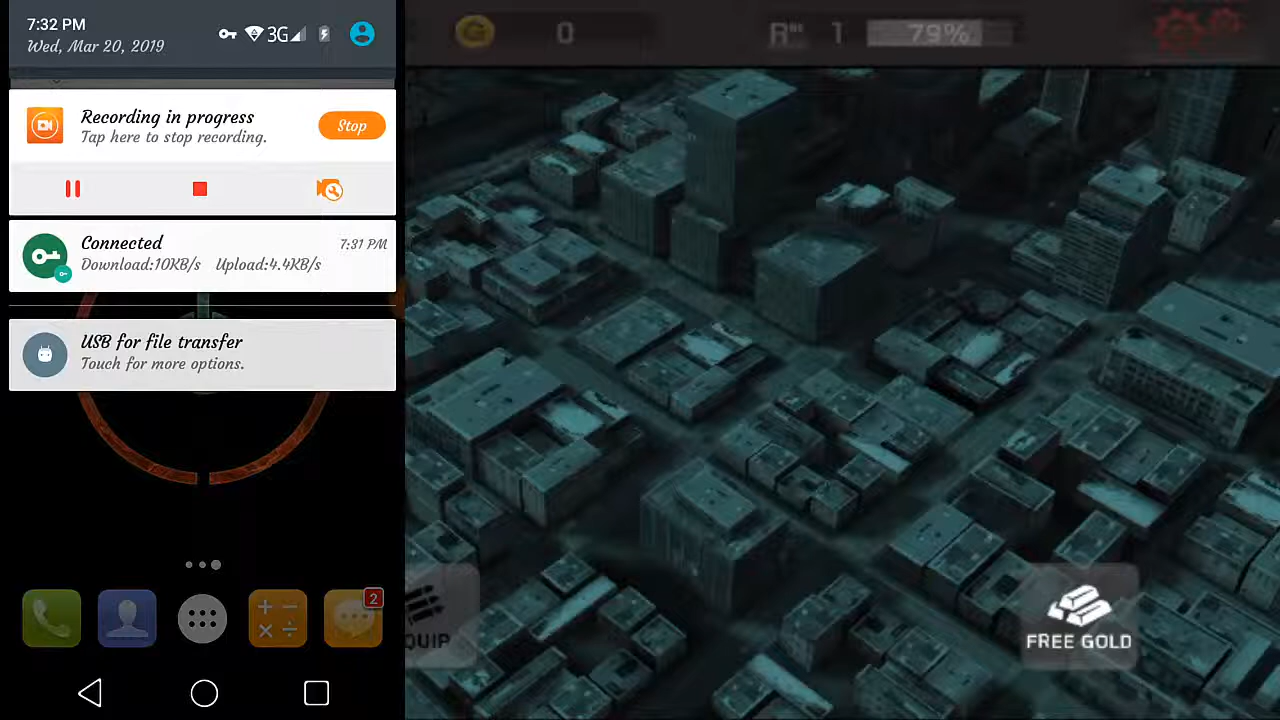 7:32 PM
Wed, Mar 20, 2019
3G
Recording in progress
Tap here to stop recording.
Stop
Connected
7:31 PM
Download:10KB/s Upload:4.4KB/s
USB for file transfer
Touch for more options.
2
G 0
1 79%
QUIP
FREE GOLD